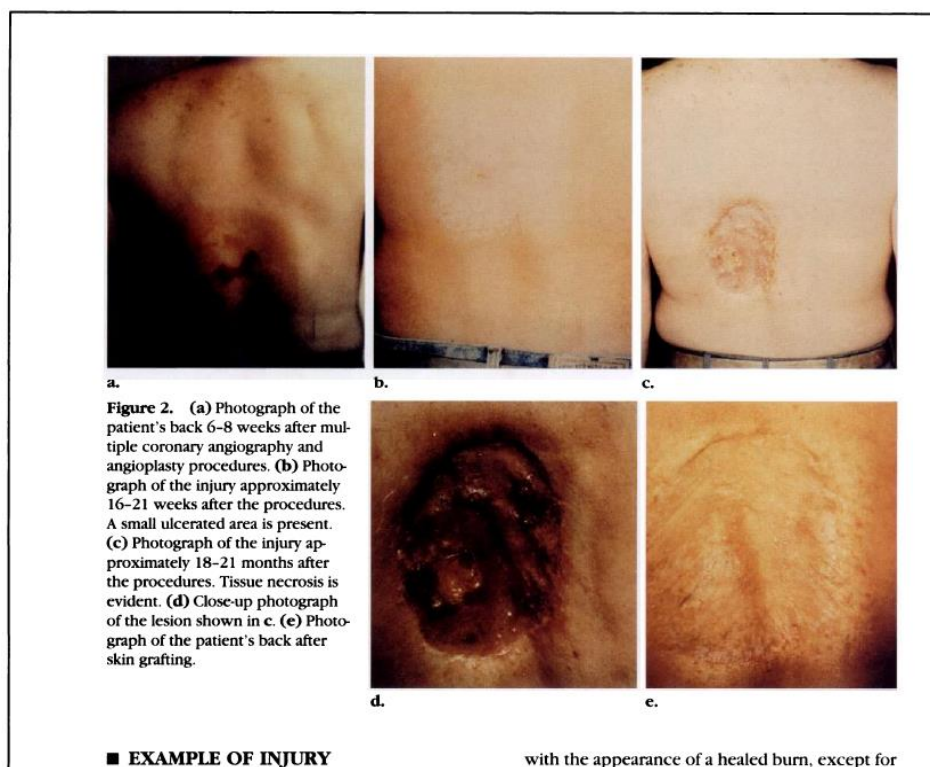 a.
b.
c.
Figure 2. (a) Photograph of the
patient's back 6–8 weeks after mul-
tiple coronary angiography and
angioplasty procedures. (b) Photo-
graph of the injury approximately
16–21 weeks after the procedures.
A small ulcerated area is present.
(c) Photograph of the injury ap-
proximately 18–21 months after
the procedures. Tissue necrosis is
evident. (d) Close-up photograph
of the lesion shown in c. (e) Photo-
graph of the patient's back after
skin grafting.
d.
e.
■ EXAMPLE OF INJURY
with the appearance of a healed burn, except for